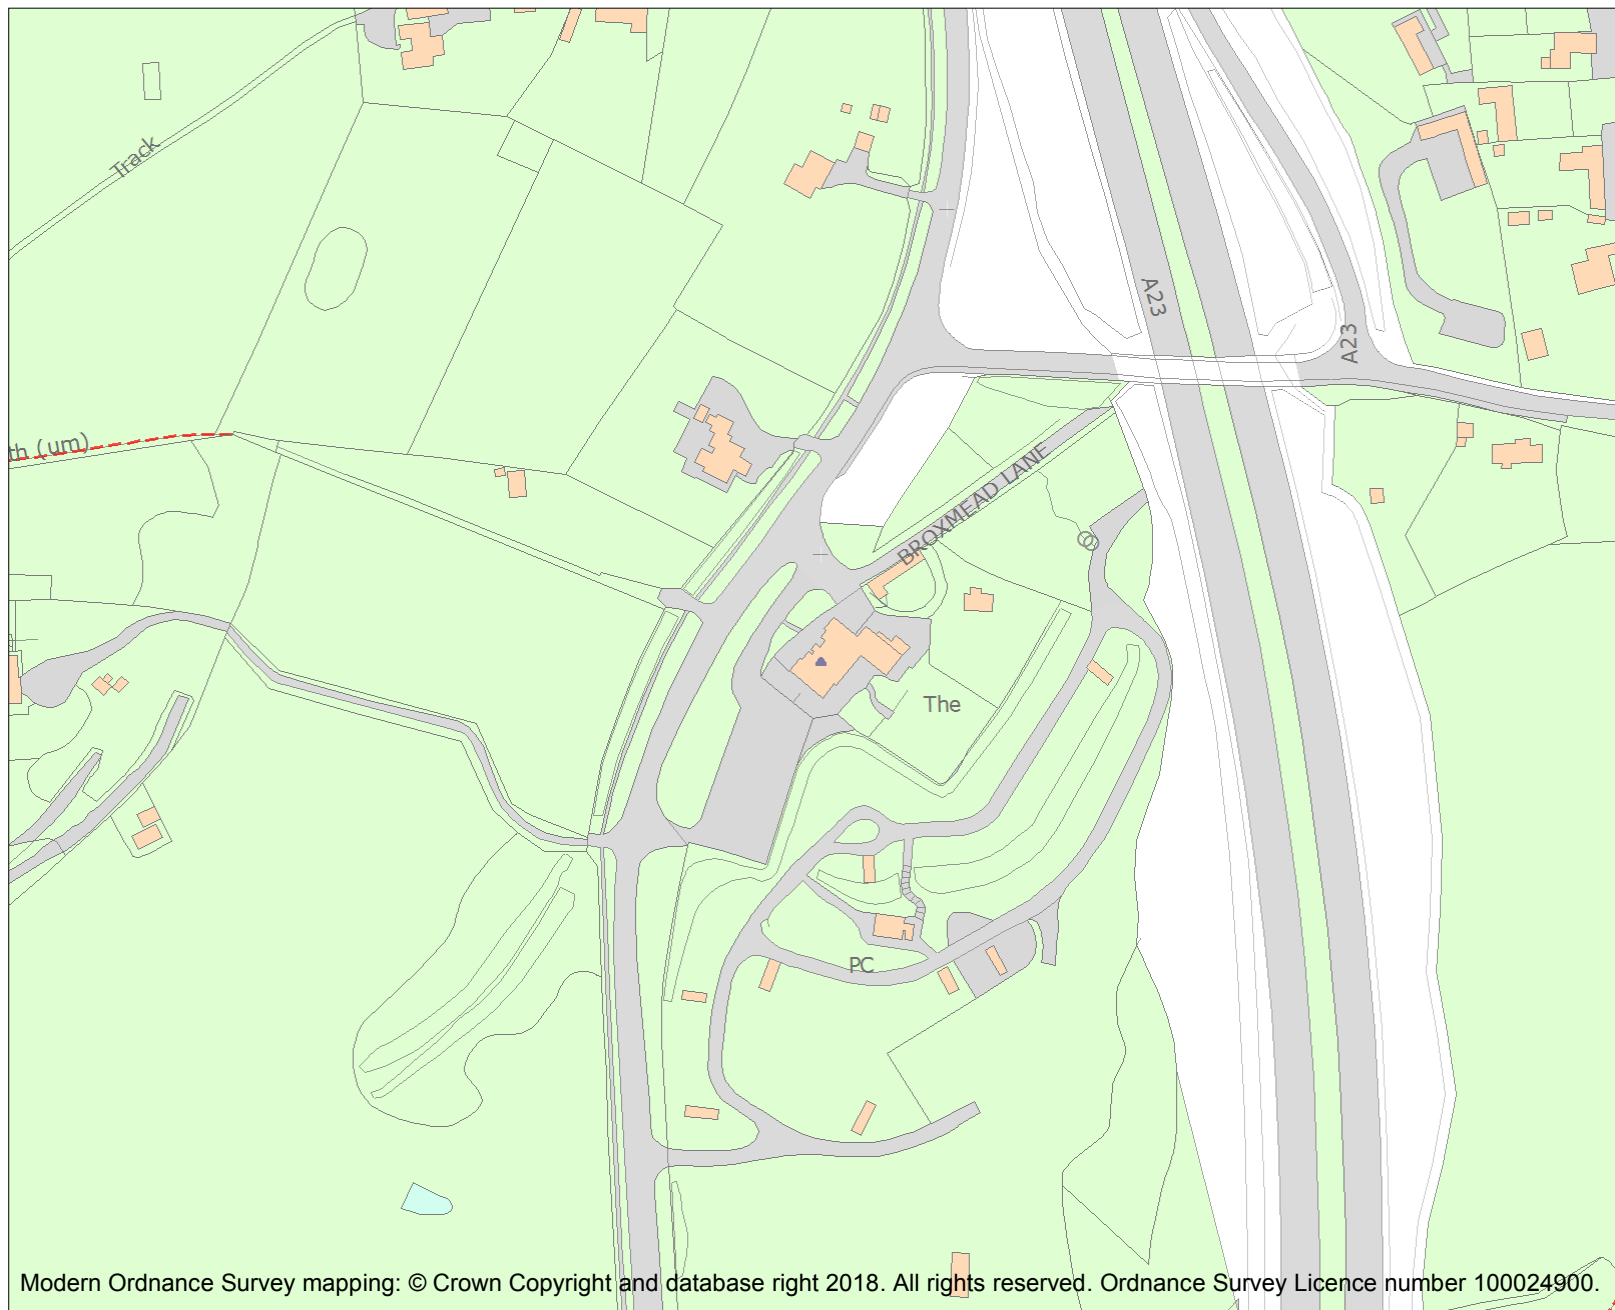 Track
A23
A23
th (um)
BROXMEAD LANE
The
PC
Modern Ordnance Survey mapping: © Crown Copyright and database right 2018. All rights reserved. Ordnance Survey Licence number 100024900.